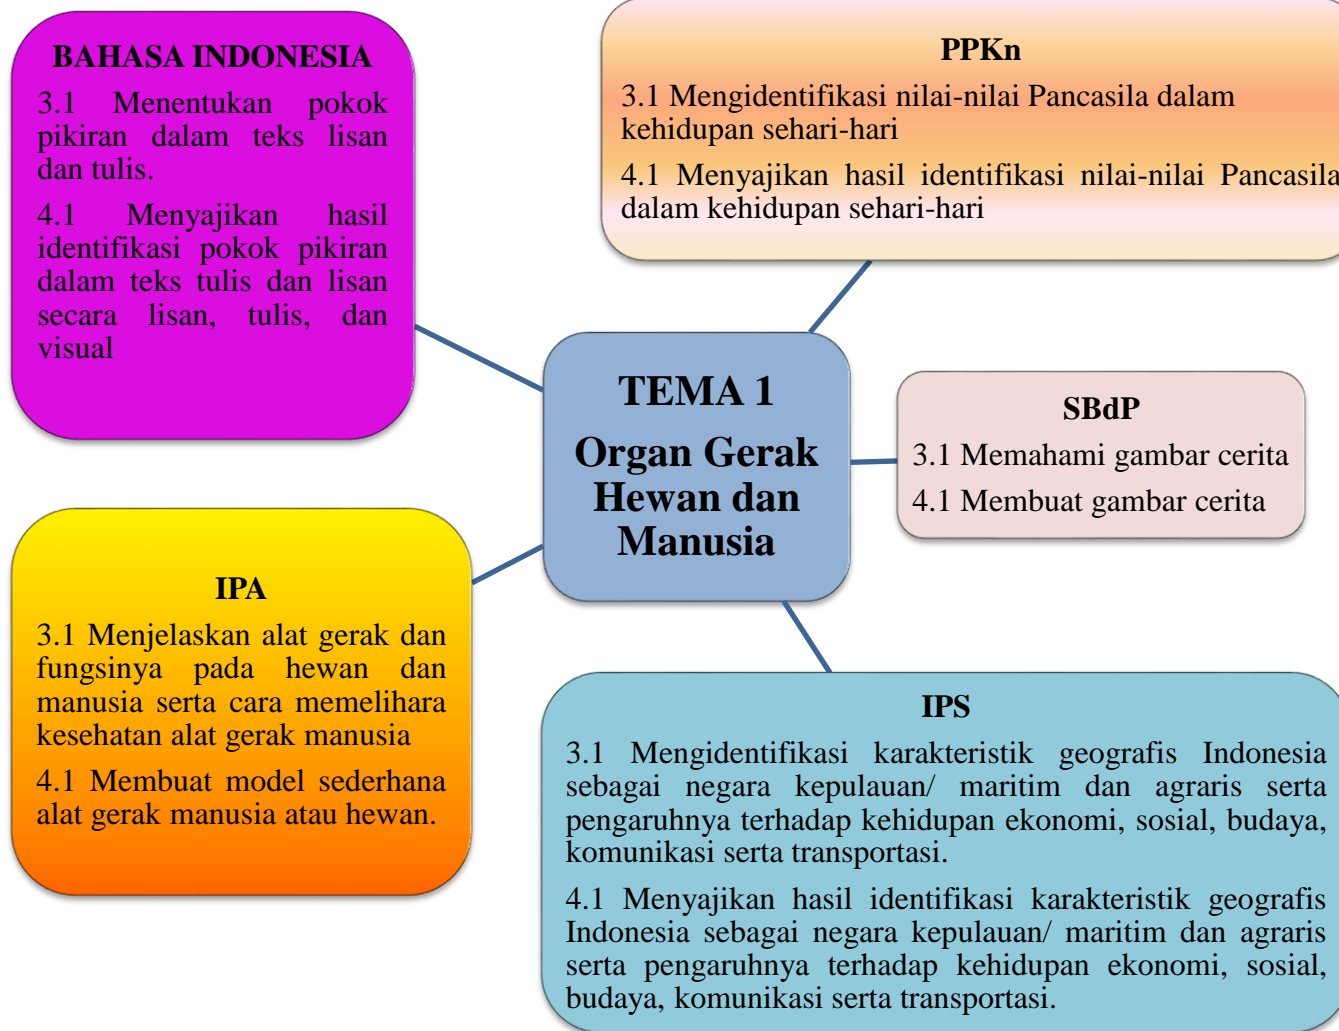 BAHASA INDONESIA
3.1 Menentukan pokok
pikiran dalam teks lisan
dan tulis.
4.1 Menyajikan hasil
identifikasi pokok pikiran
dalam teks tulis dan lisan
secara lisan, tulis, dan
visual
PPKn
3.1 Mengidentifikasi nilai-nilai Pancasila dalam
kehidupan sehari-hari
4.1 Menyajikan hasil identifikasi nilai-nilai Pancasila
dalam kehidupan sehari-hari
TEMA 1
Organ Gerak
Hewan dan
Manusia
SBdP
3.1 Memahami gambar cerita
4.1 Membuat gambar cerita
IPA
3.1 Menjelaskan alat gerak dan
fungsinya pada hewan dan
manusia serta cara memelihara
kesehatan alat gerak manusia
4.1 Membuat model sederhana
alat gerak manusia atau hewan.
IPS
3.1 Mengidentifikasi karakteristik geografis Indonesia
sebagai negara kepulauan/ maritim dan agraris serta
pengaruhnya terhadap kehidupan ekonomi, sosial, budaya,
komunikasi serta transportasi.
4.1 Menyajikan hasil identifikasi karakteristik geografis
Indonesia sebagai negara kepulauan/ maritim dan agraris
serta pengaruhnya terhadap kehidupan ekonomi, sosial,
budaya, komunikasi serta transportasi.